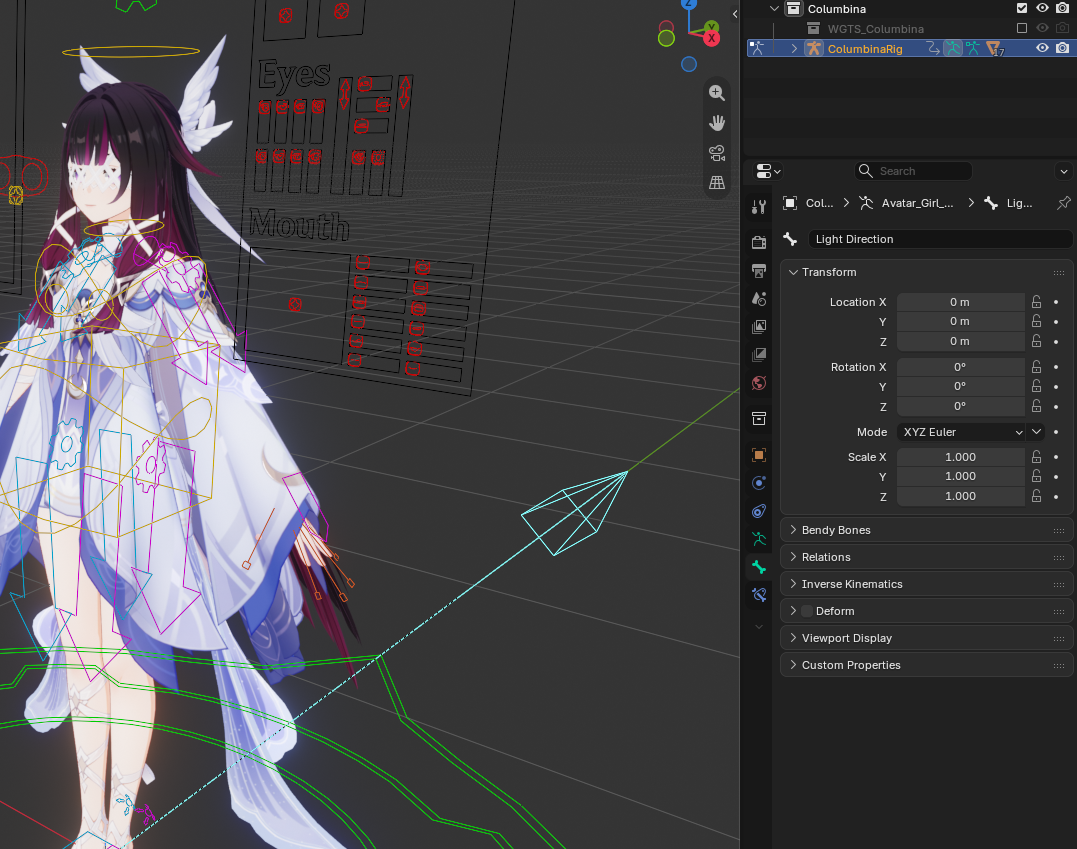 Columbina
WGTS_Columbina
ColumbinaRig
17
Z
Y
X
Eyes
Mouth
Search
Col...
Avatar_Girl_...
Lig...
Light Direction
Transform
Location X 0 m
Y 0 m
Z 0 m
Rotation X 0°
Y 0°
Z 0°
Mode XYZ Euler
Scale X 1.000
Y 1.000
Z 1.000
Bendy Bones
Relations
Inverse Kinematics
Deform
Viewport Display
Custom Properties